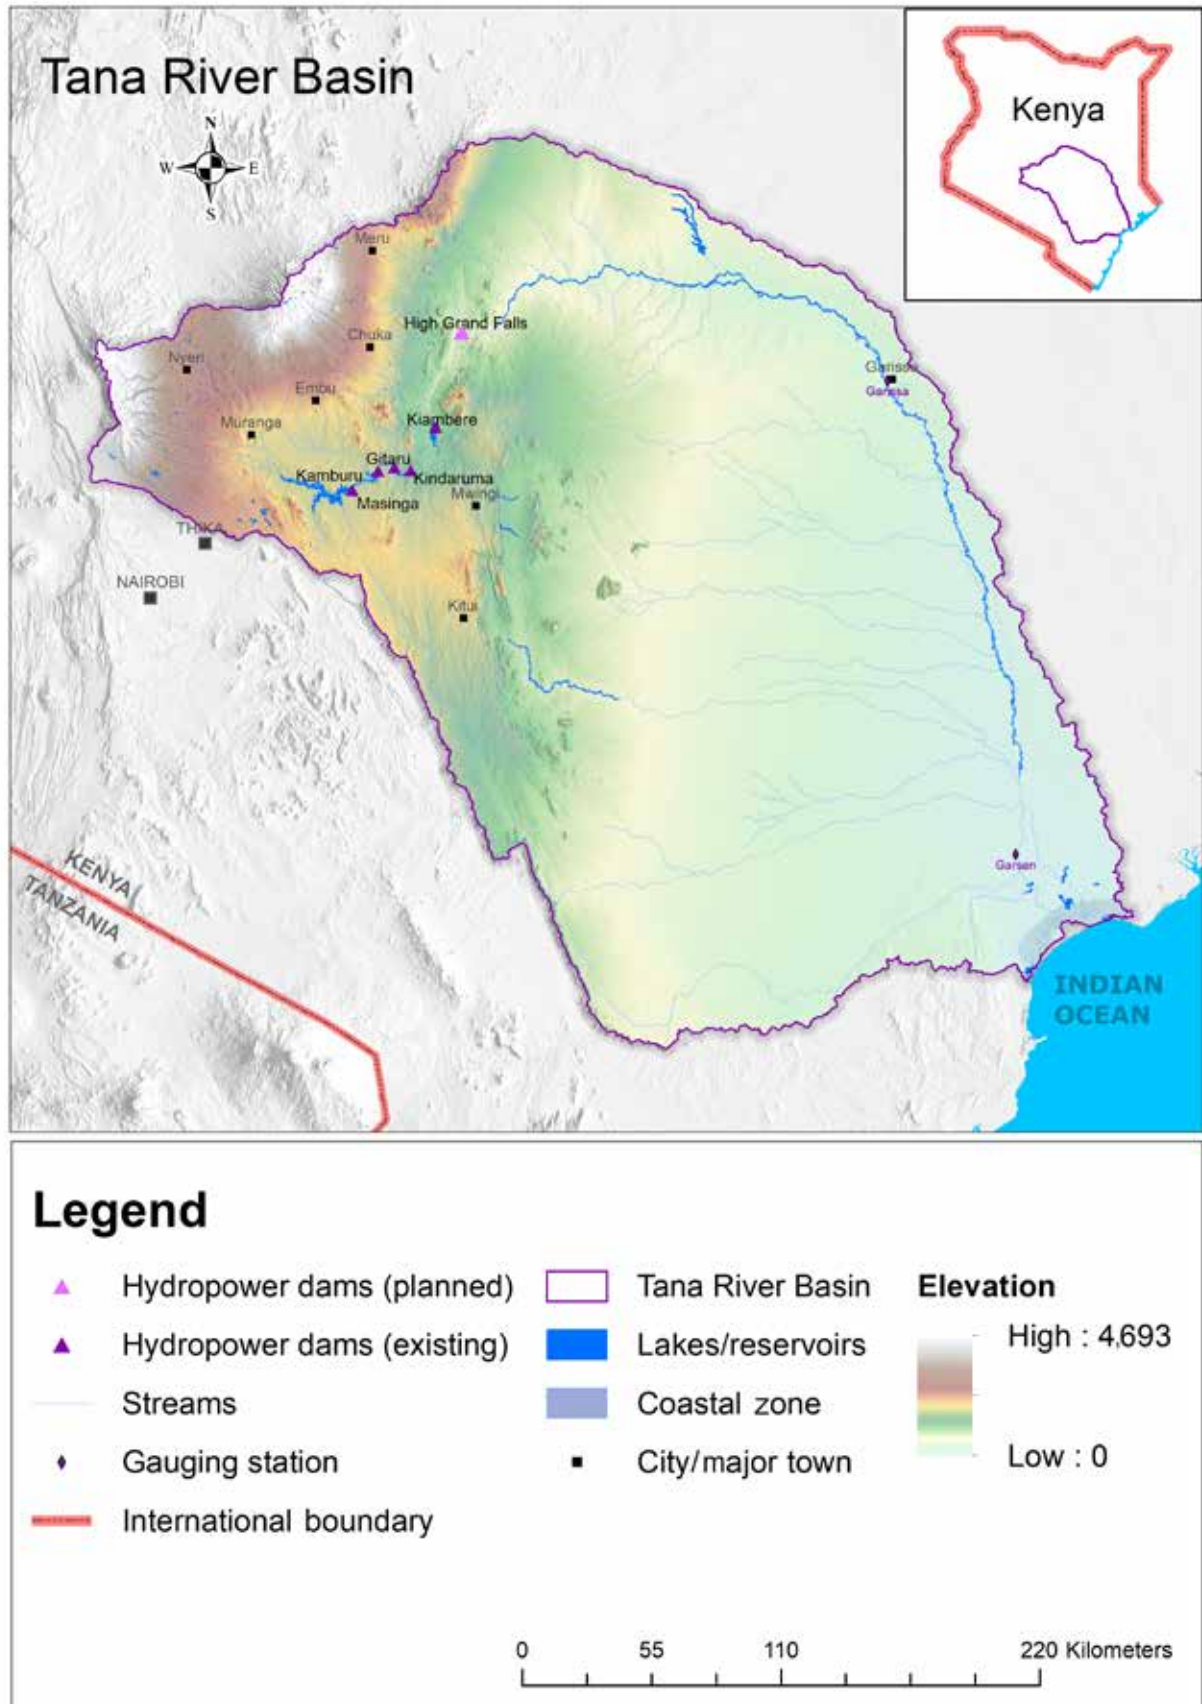 Tana River Basin
N
W
E
S
Kenya
Meru
High Grand Falls
Chuka
Nyeri
Garissa
Garissa
Embu
Muranga
Kiambere
Gitaru
Kamburu
Kindaruma
Masinga
Mwingi
THIKA
NAIROBI
Kitui
KENYA
TANZANIA
Garsen
INDIAN
OCEAN
Legend
Hydropower dams (planned)
Hydropower dams (existing)
Streams
Gauging station
International boundary
Tana River Basin
Lakes/reservoirs
Coastal zone
City/major town
Elevation
High : 4,693
Low : 0
0 55 110 220 Kilometers